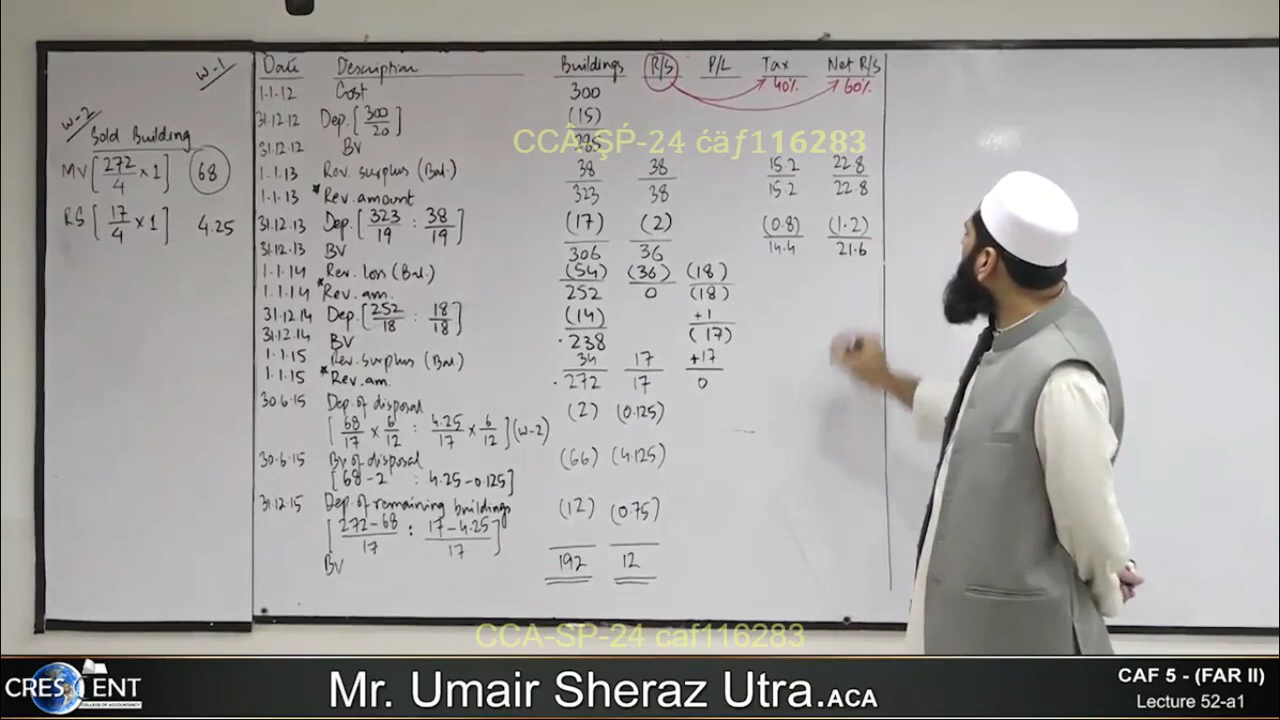 W-1
W-2
Sold Building
MV [272/4 × 1] 68
RS [17/4 × 1] 4.25
Date Description Buildings R/S P/L Tax Net R/S
40% 60%
1.1.12 Cost 300
31.12.12 Dep. [300/20] (15)
31.12.12 BV 285
CCÂ-ŞṔ-24 ćäƒ116283
1.1.13 Rev. surplus (Bal.) 38 38 15.2 22.8
1.1.13 *Rev. amount 323 38 15.2 22.8
31.12.13 Dep. [323/19 : 38/19] (17) (2) (0.8) (1.2)
31.12.13 BV 306 36 14.4 21.6
1.1.14 Rev. loss (Bal.) (54) (36) (18)
1.1.14 *Rev. am. 252 0 (18)
31.12.14 Dep. [252/18 : 18/18] (14) +1
31.12.14 BV 238 (17)
1.1.15 Rev. surplus (Bal.) 34 17 +17
1.1.15 *Rev. am. 272 17 0
30.6.15 Dep. of disposal (2) (0.125)
[68/17 × 6/12 : 4.25/17 × 6/12] (W-2)
30.6.15 BV of disposal (66) (4.125)
[68-2 : 4.25-0.125]
31.12.15 Dep. of remaining buildings (12) (0.75)
[272-68/17 : 17-4.25/17]
BV 192 12
CCA-SP-24 caf116283
CRESCENT
COLLEGE OF ACCOUNTANCY
Mr. Umair Sheraz Utra.ACA
CAF 5 - (FAR II)
Lecture 52-a1